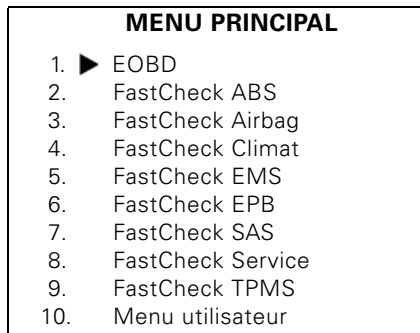 MENU PRINCIPAL
1. ▶ EOBD
2. FastCheck ABS
3. FastCheck Airbag
4. FastCheck Climat
5. FastCheck EMS
6. FastCheck EPB
7. FastCheck SAS
8. FastCheck Service
9. FastCheck TPMS
10. Menu utilisateur